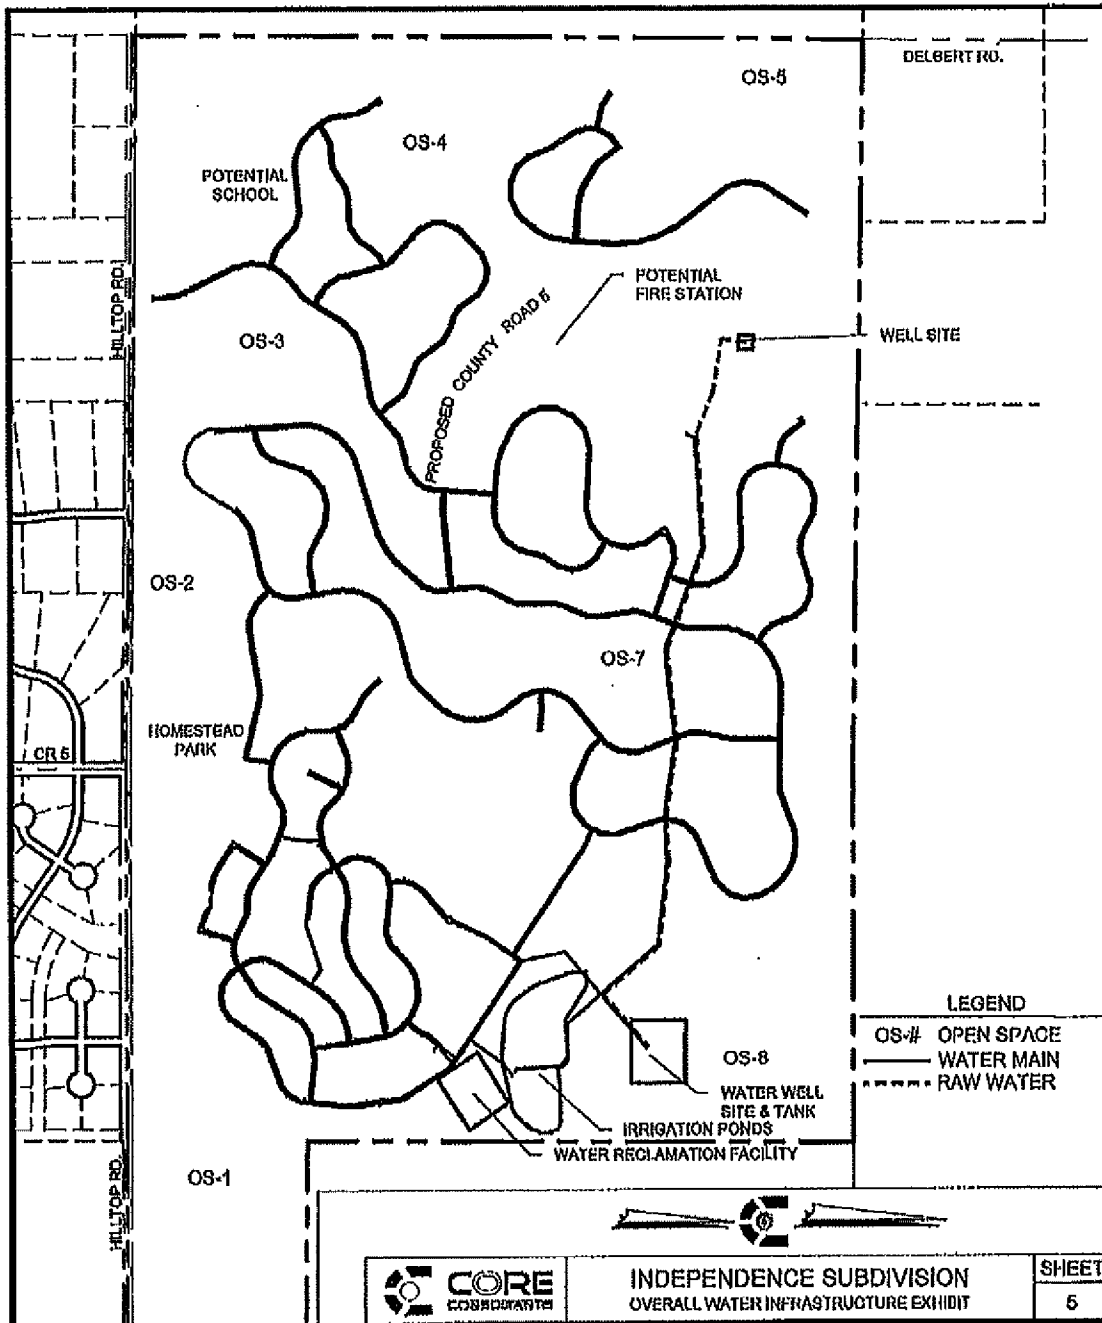 DELBERT RD.
OS-5
OS-4
POTENTIAL
SCHOOL
HILLTOP RD.
POTENTIAL
FIRE STATION
OS-3
WELL SITE
PROPOSED COUNTY ROAD 5
OS-2
OS-7
HOMESTEAD
PARK
CR 5
LEGEND
OS-# OPEN SPACE
WATER MAIN
RAW WATER
OS-8
WATER WELL
SITE & TANK
IRRIGATION PONDS
WATER RECLAMATION FACILITY
OS-1
HILLTOP RD.
CORE
CONSULTANTS
INDEPENDENCE SUBDIVISION
OVERALL WATER INFRASTRUCTURE EXHIBIT
SHEET
5